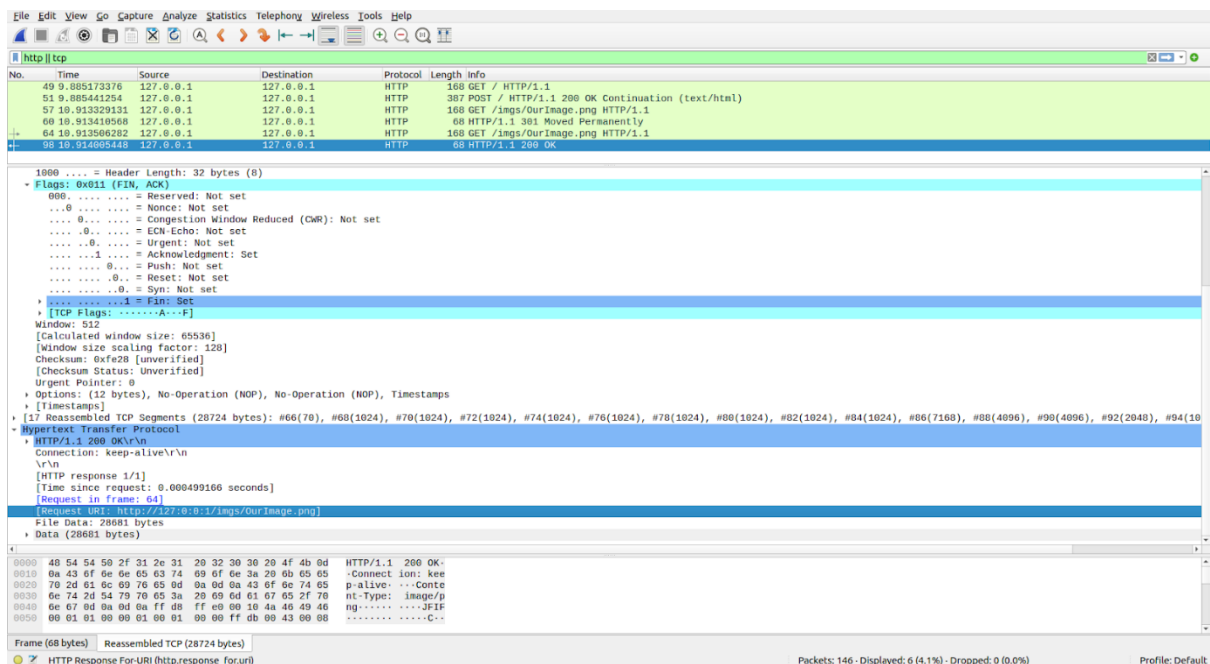 File Edit View Go Capture Analyze Statistics Telephony Wireless Tools Help
http || tcp
No. Time Source Destination Protocol Length Info
49 9.885173376 127.0.0.1 127.0.0.1 HTTP 168 GET / HTTP/1.1
51 9.885441254 127.0.0.1 127.0.0.1 HTTP 387 POST / HTTP/1.1 200 OK Continuation (text/html)
57 10.913329131 127.0.0.1 127.0.0.1 HTTP 168 GET /imgs/OurImage.png HTTP/1.1
60 10.913410568 127.0.0.1 127.0.0.1 HTTP 68 HTTP/1.1 301 Moved Permanently
64 10.913506282 127.0.0.1 127.0.0.1 HTTP 168 GET /imgs/OurImage.png HTTP/1.1
98 10.914005448 127.0.0.1 127.0.0.1 HTTP 68 HTTP/1.1 200 OK
1000 .... = Header Length: 32 bytes (8)
Flags: 0x011 (FIN, ACK)
000. .... .... = Reserved: Not set
...0 .... .... = Nonce: Not set
.... 0... .... = Congestion Window Reduced (CWR): Not set
.... .0.. .... = ECN-Echo: Not set
.... ..0. .... = Urgent: Not set
.... ...1 .... = Acknowledgment: Set
.... .... 0... = Push: Not set
.... .... .0.. = Reset: Not set
.... .... ..0. = Syn: Not set
.... .... ...1 = Fin: Set
[TCP Flags: ·······A···F]
Window: 512
[Calculated window size: 65536]
[Window size scaling factor: 128]
Checksum: 0xfe28 [unverified]
[Checksum Status: Unverified]
Urgent Pointer: 0
Options: (12 bytes), No-Operation (NOP), No-Operation (NOP), Timestamps
[Timestamps]
[17 Reassembled TCP Segments (28724 bytes): #66(70), #68(1024), #70(1024), #72(1024), #74(1024), #76(1024), #78(1024), #80(1024), #82(1024), #84(1024), #86(7168), #88(4096), #90(4096), #92(2048), #94(10
Hypertext Transfer Protocol
HTTP/1.1 200 OK\r\n
Connection: keep-alive\r\n
\r\n
[HTTP response 1/1]
[Time since request: 0.000499166 seconds]
[Request in frame: 64]
[Request URI: http://127:0:0:1/imgs/OurImage.png]
File Data: 28681 bytes
Data (28681 bytes)
0000 48 54 54 50 2f 31 2e 31 20 32 30 30 20 4f 4b 0d HTTP/1.1 200 OK·
0010 0a 43 6f 6e 6e 65 63 74 69 6f 6e 3a 20 6b 65 65 ·Connect ion: kee
0020 70 2d 61 6c 69 76 65 0d 0a 0d 0a 43 6f 6e 74 65 p-alive· ···Conte
0030 6e 74 2d 54 79 70 65 3a 20 69 6d 61 67 65 2f 70 nt-Type: image/p
0040 6e 67 0d 0a 0d 0a ff d8 ff e0 00 10 4a 46 49 46 ng······ ····JFIF
0050 00 01 01 00 00 01 00 01 00 00 ff db 00 43 00 08 ········ ·····C··
Frame (68 bytes) Reassembled TCP (28724 bytes)
HTTP Response For-URI (http.response_for.uri) Packets: 146 · Displayed: 6 (4.1%) · Dropped: 0 (0.0%) Profile: Default